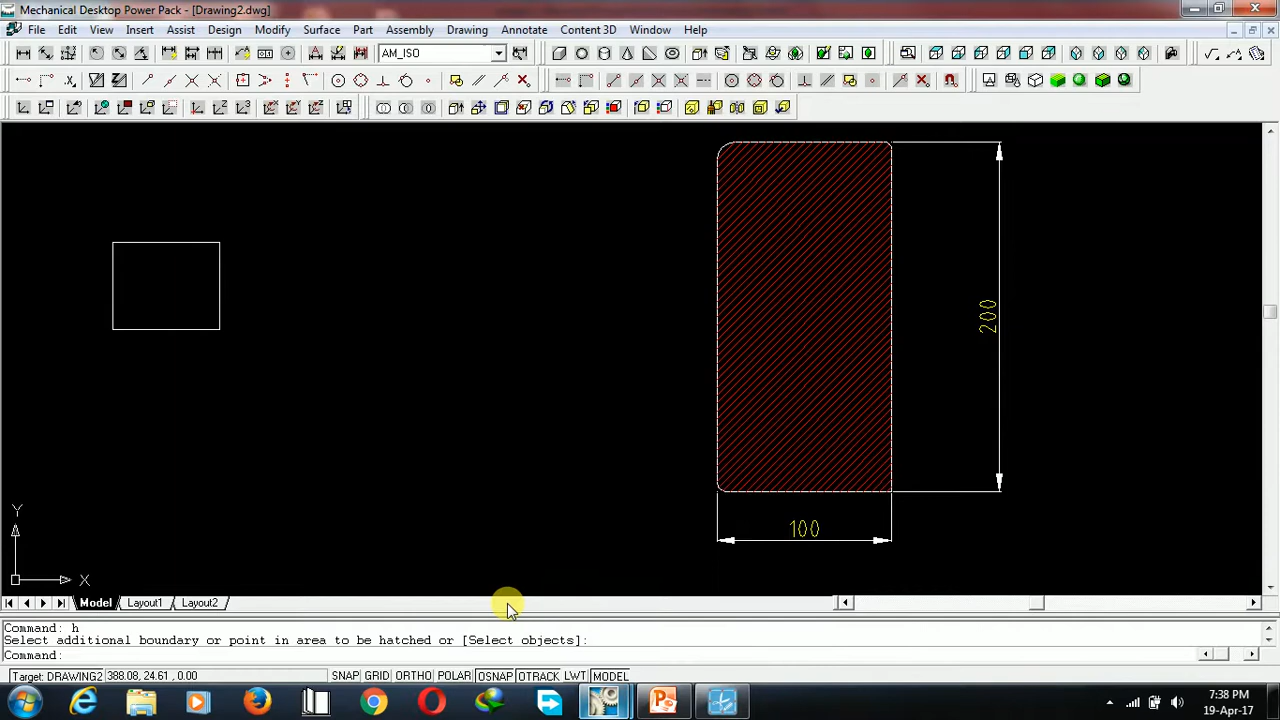 Mechanical Desktop Power Pack - [Drawing2.dwg]
File Edit View Insert Assist Design Modify Surface Part Assembly Drawing Annotate Content 3D Window Help
AM_ISO
200
100
Y
X
Model Layout1 Layout2
Command: h
Select additional boundary or point in area to be hatched or [Select objects]:
Command:
Target: DRAWING2 388.08, 24.61 , 0.00 SNAP GRID ORTHO POLAR OSNAP OTRACK LWT MODEL
7:38 PM
19-Apr-17